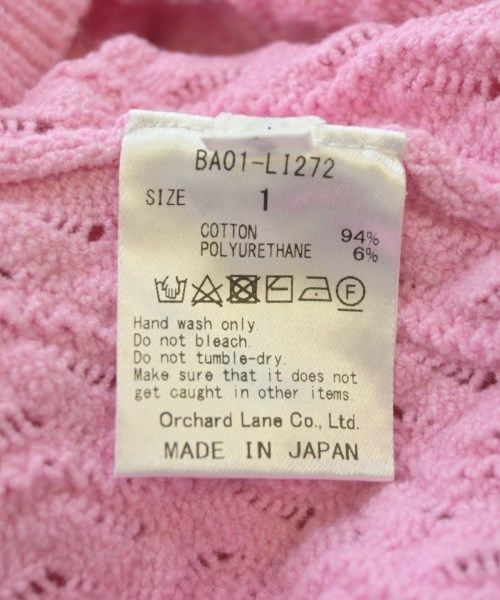 BA01-LI272
SIZE 1
COTTON 94%
POLYURETHANE 6%
F
Hand wash only.
Do not bleach.
Do not tumble-dry.
Make sure that it does not
get caught in other items.
Orchard Lane Co., Ltd.
MADE IN JAPAN